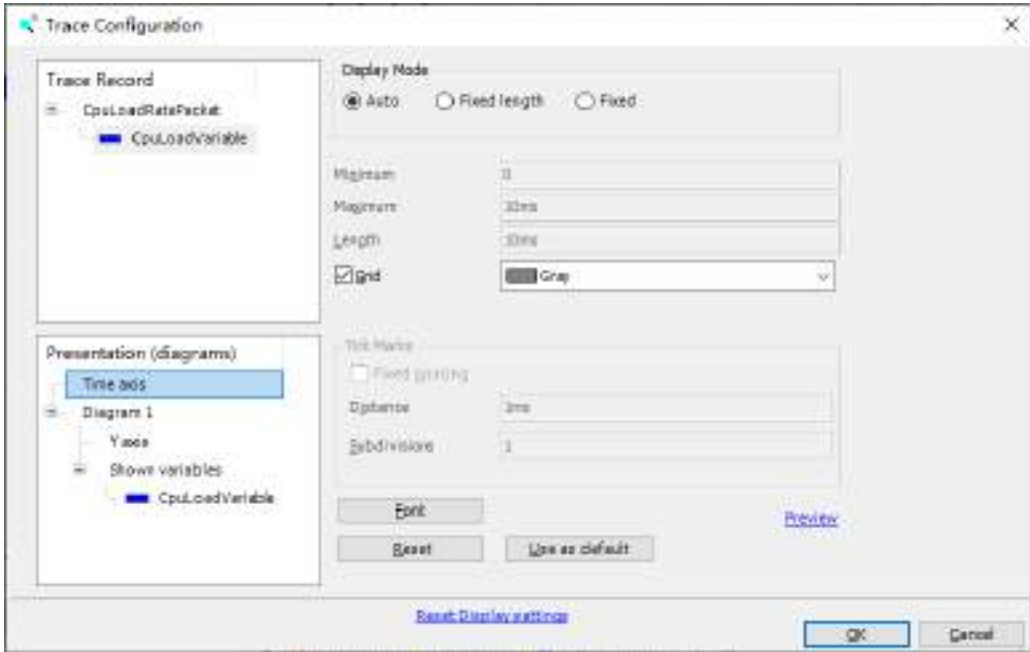 Trace Configuration
Trace Record
CpuLoadRatePacket
CpuLoadVariable
Display Mode
Auto Fixed length Fixed
Minimum 0
Maximum 10ms
Length 10ms
Grid Gray
Presentation (diagrams)
Time axis
Diagram 1
Y axis
Shown variables
CpuLoadVariable
Tick Marks
Fixed spacing
Distance 1ms
Subdivisions 1
Font
Preview
Reset Use as default
Reset Display settings
OK Cancel